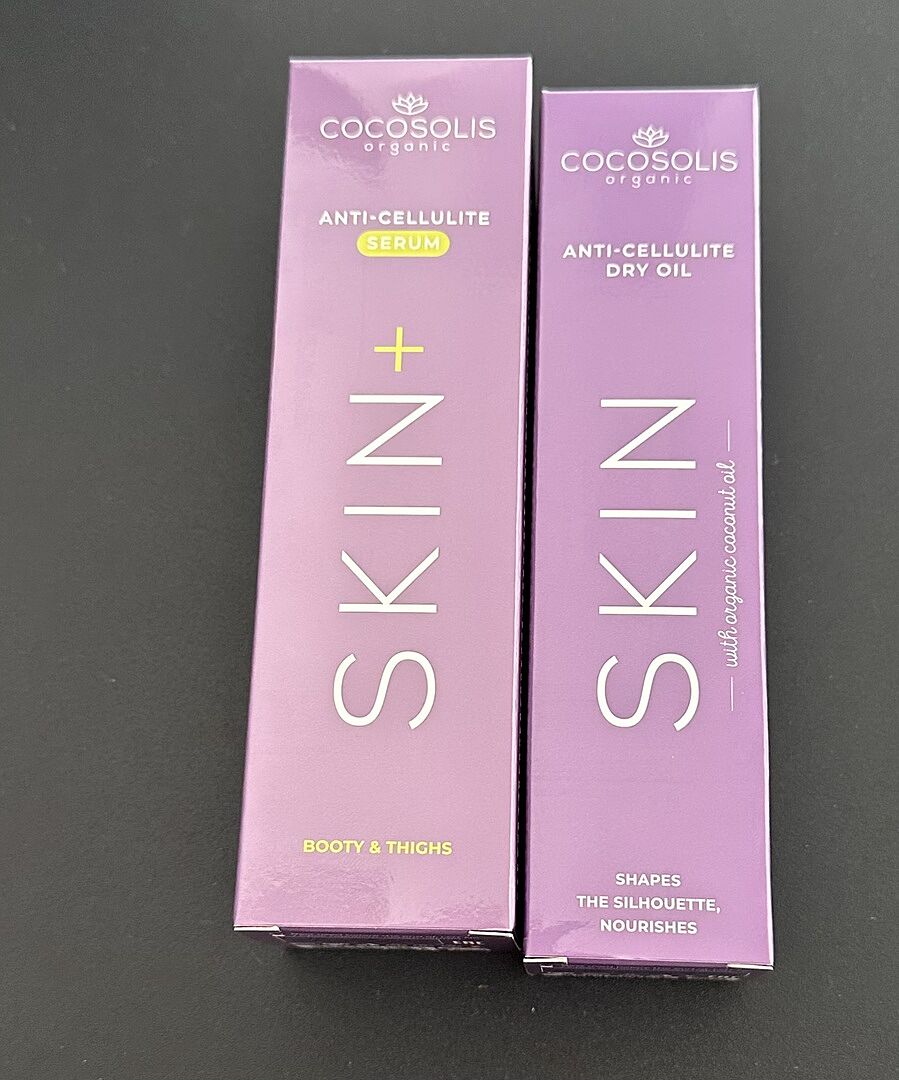 COCOSOLIS
organic
ANTI-CELLULITE
SERUM
SKIN+
BOOTY & THIGHS
COCOSOLIS
organic
ANTI-CELLULITE
DRY OIL
SKIN
with organic coconut oil
SHAPES
THE SILHOUETTE,
NOURISHES